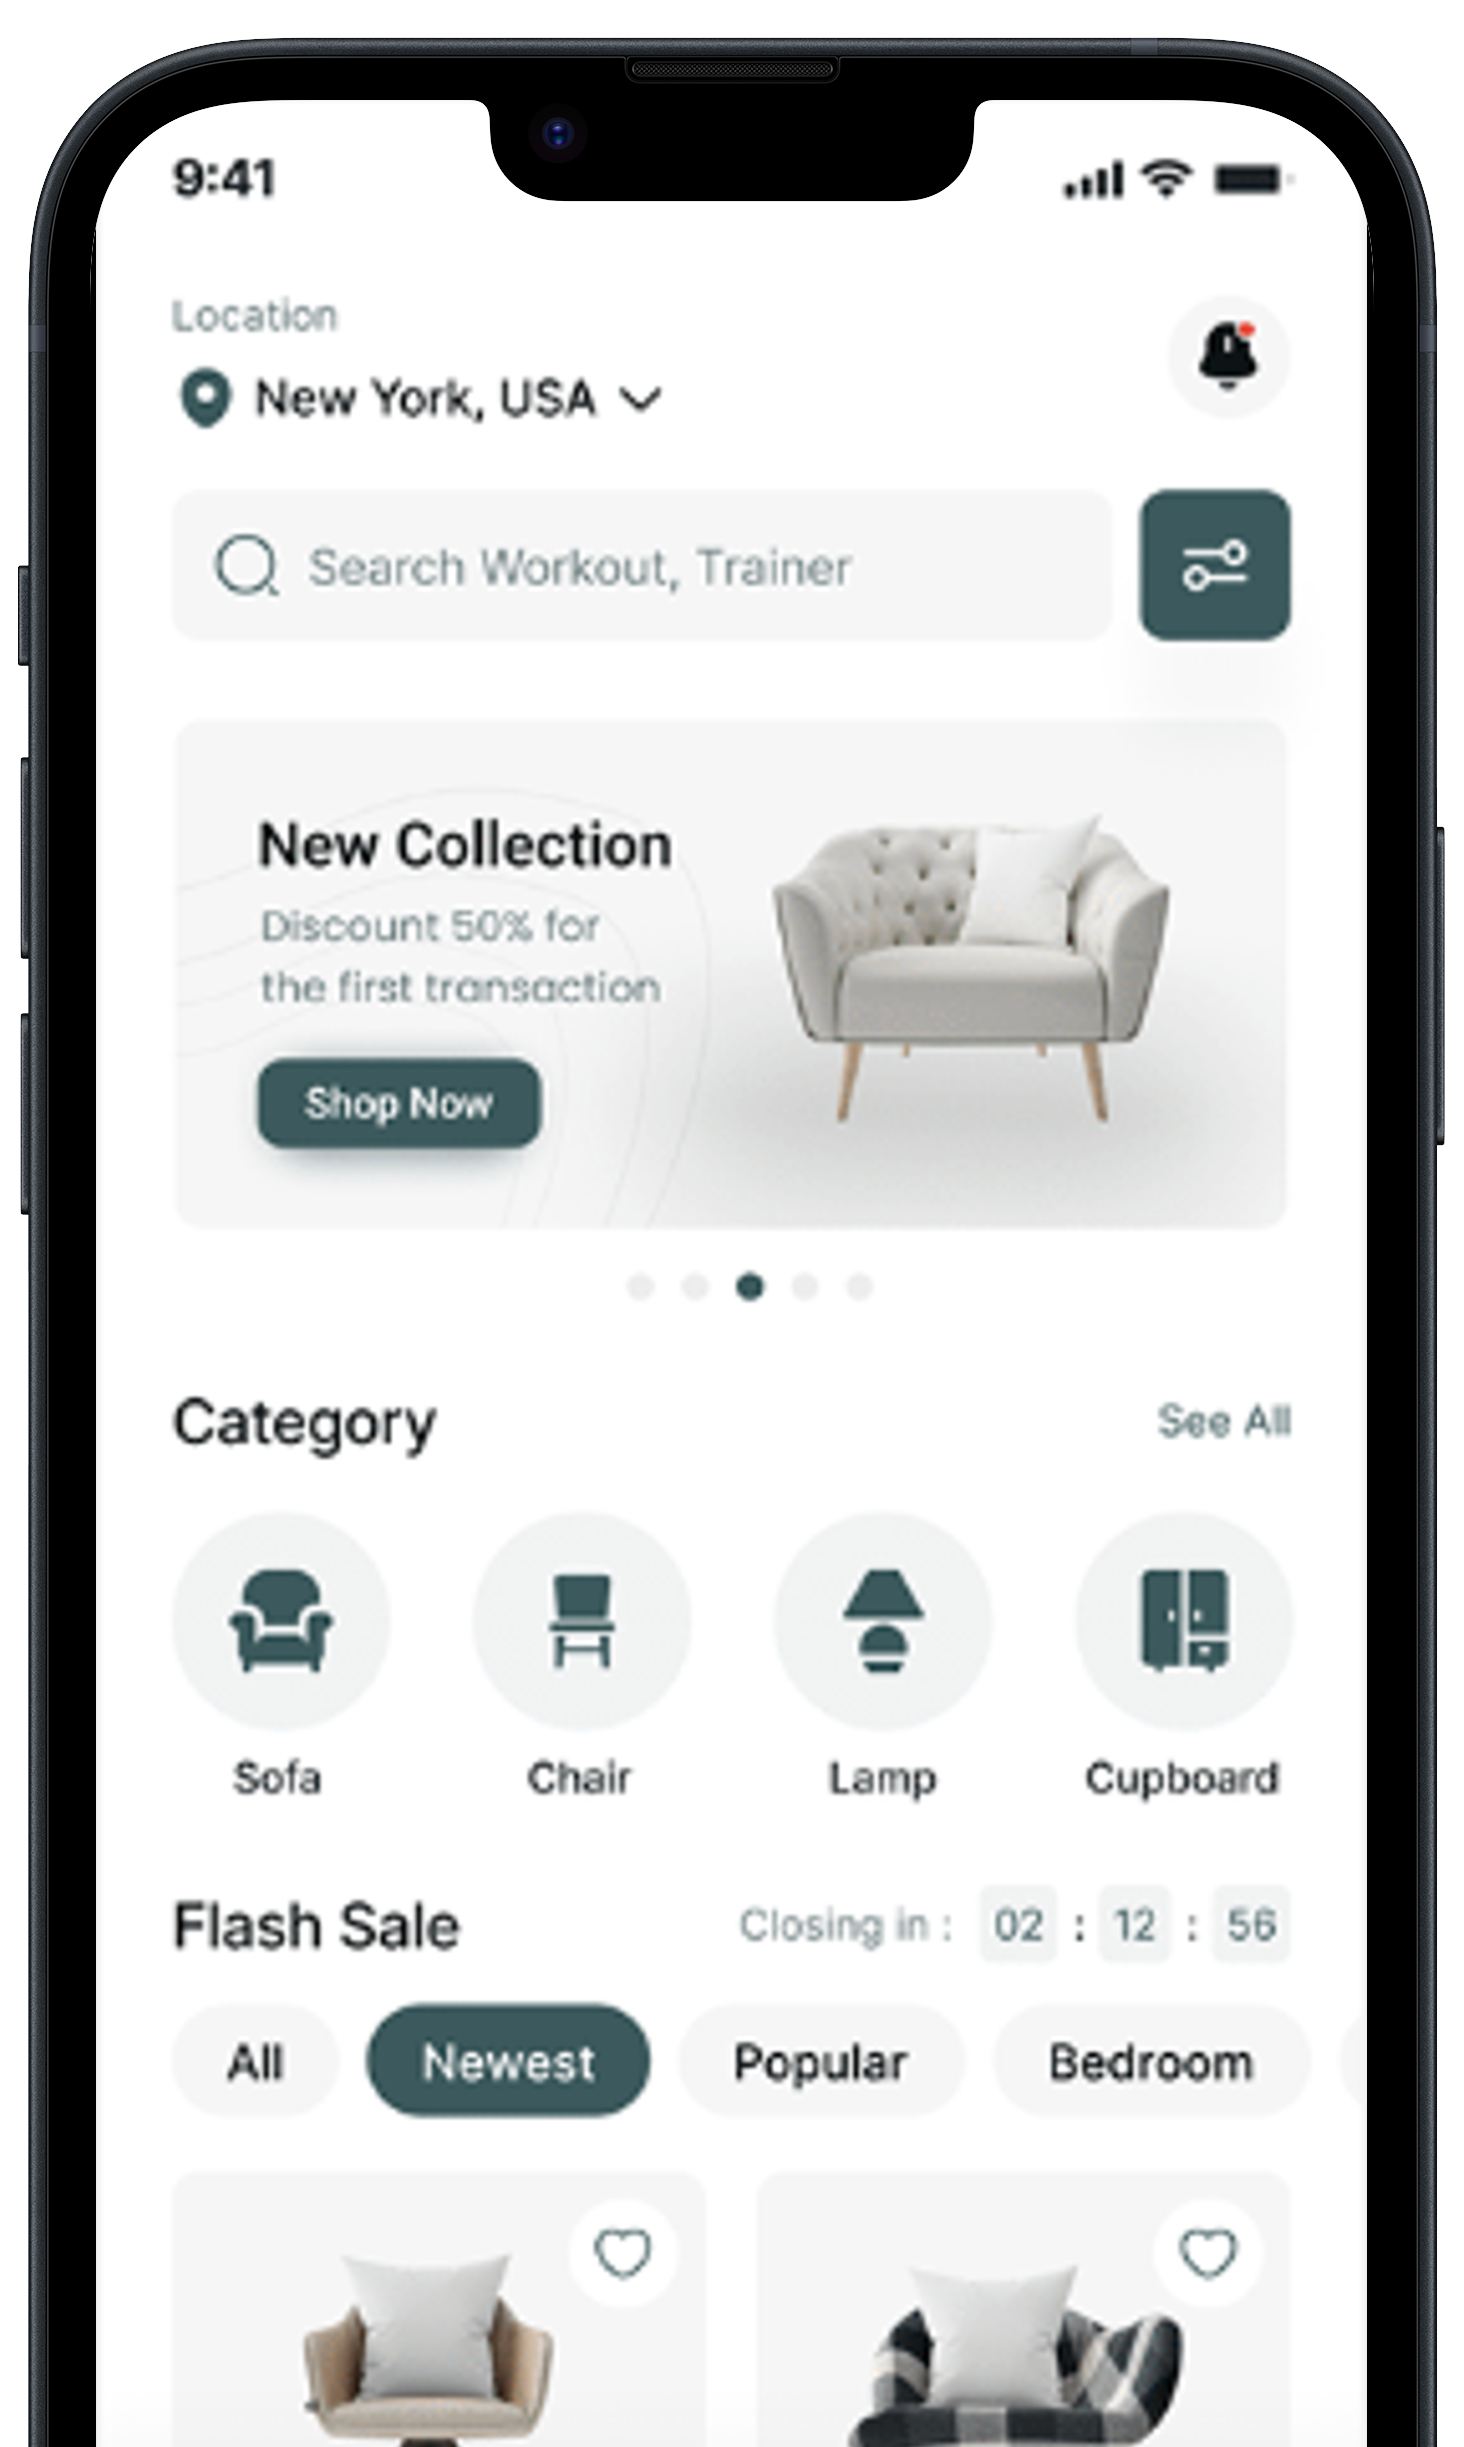 9:41
Location
New York, USA
Search Workout, Trainer
New Collection
Discount 50% for
the first transaction
Shop Now
Category
See All
Sofa
Chair
Lamp
Cupboard
Flash Sale
Closing in : 02 : 12 : 56
All
Newest
Popular
Bedroom